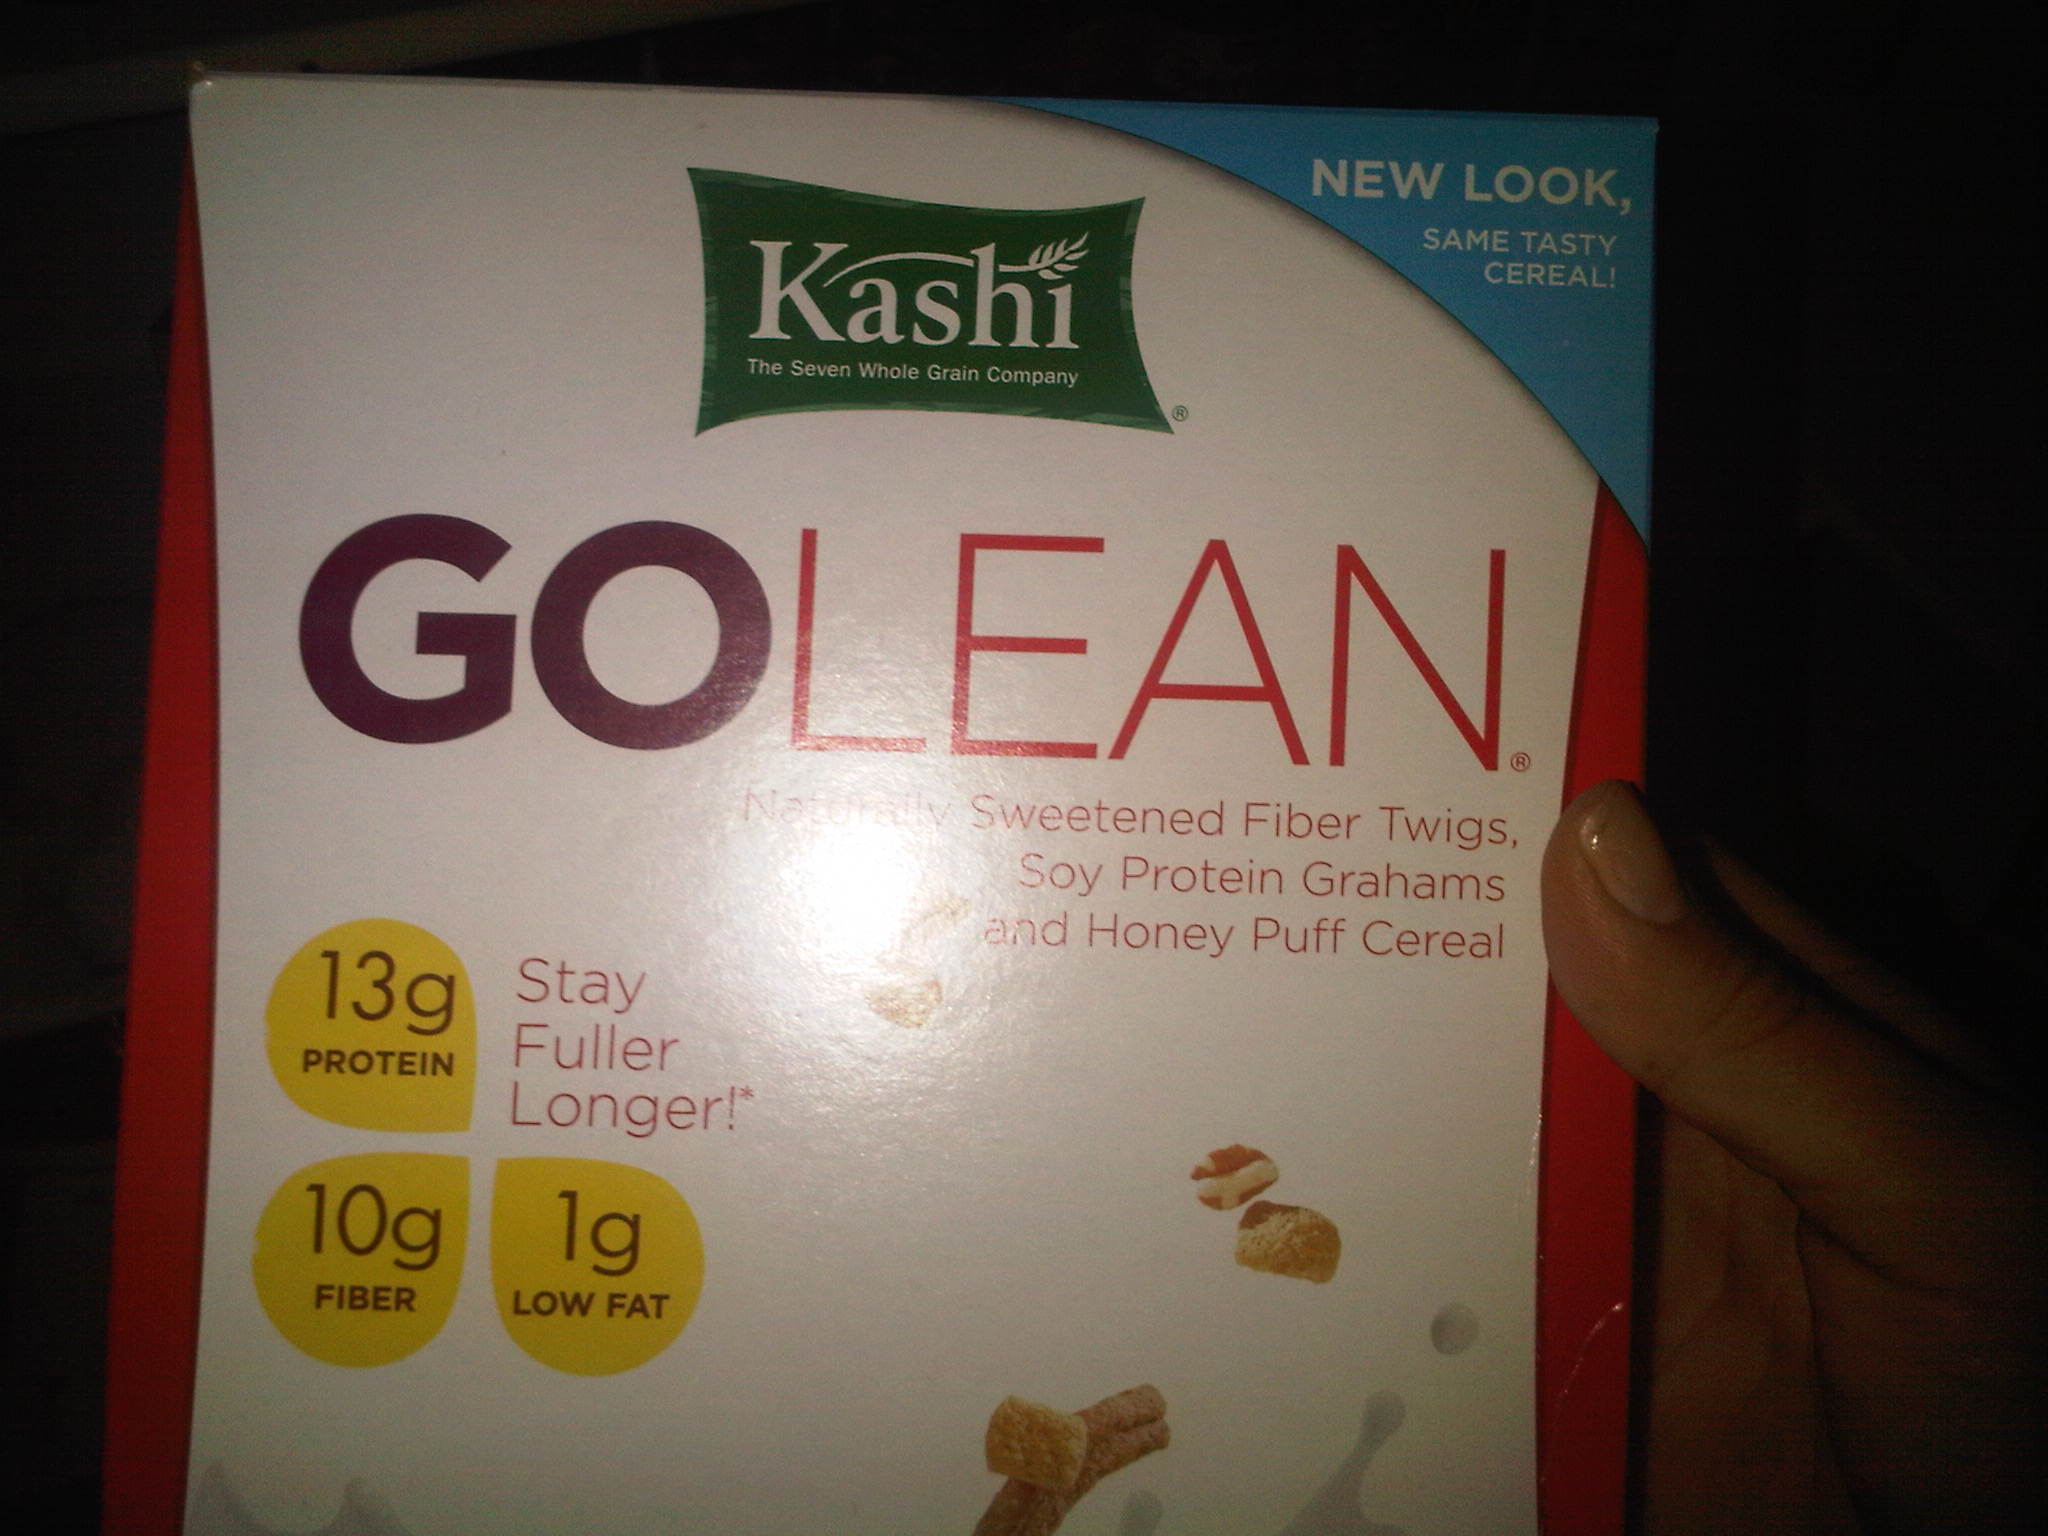 NEW LOOK,
SAME TASTY
CEREAL!
Kashi
The Seven Whole Grain Company
®
GOLEAN®
Naturally Sweetened Fiber Twigs,
Soy Protein Grahams
and Honey Puff Cereal
13g
PROTEIN
Stay
Fuller
Longer!*
10g
FIBER
1g
LOW FAT